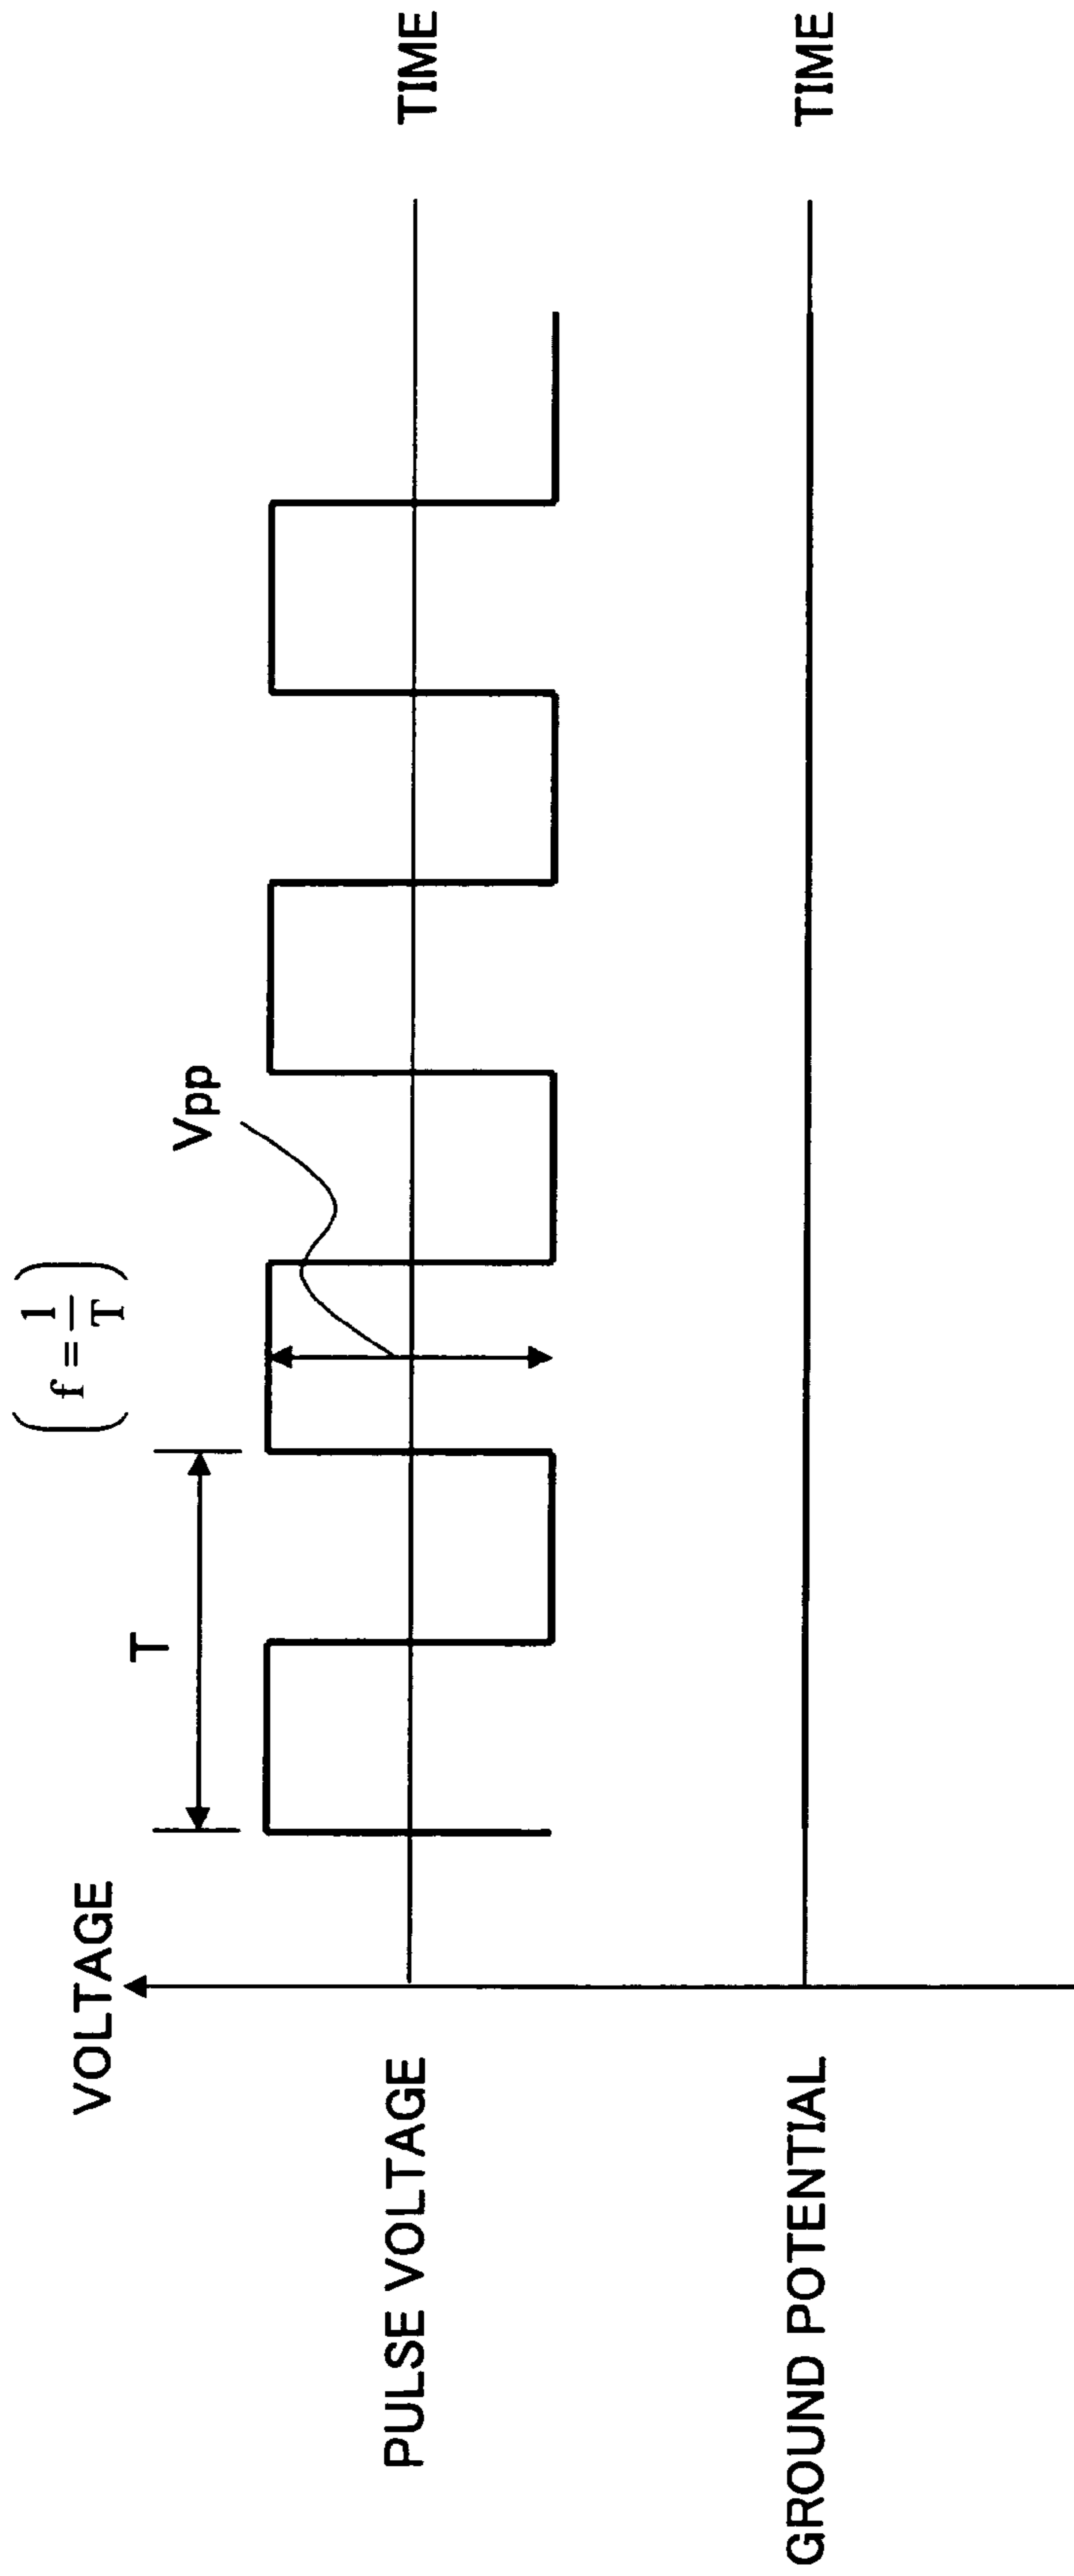 VOLTAGE
T
( f = 1/T )
Vpp
PULSE VOLTAGE
TIME
GROUND POTENTIAL
TIME